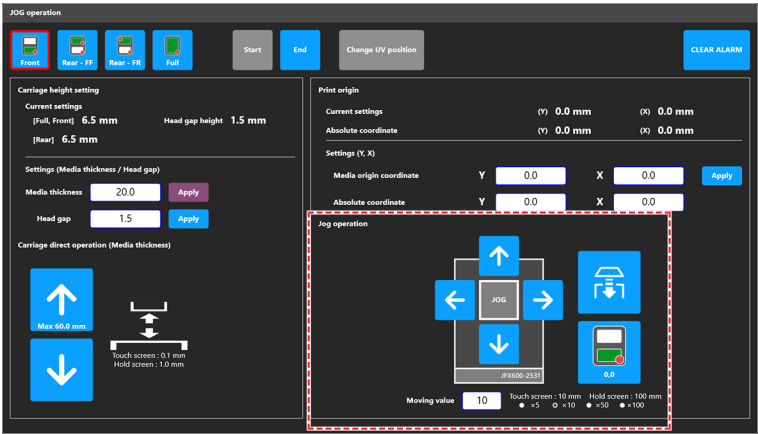 JOG operation
Front
Rear - FF
Rear - FR
Full
Start
End
Change UV position
CLEAR ALARM
Carriage height setting
Current settings
[Full, Front] 6.5 mm Head gap height 1.5 mm
[Rear] 6.5 mm
Settings (Media thickness / Head gap)
Media thickness 20.0 Apply
Head gap 1.5 Apply
Carriage direct operation (Media thickness)
Max 60.0 mm
Touch screen : 0.1 mm
Hold screen : 1.0 mm
Print origin
Current settings (Y) 0.0 mm (X) 0.0 mm
Absolute coordinate (Y) 0.0 mm (X) 0.0 mm
Settings (Y, X)
Media origin coordinate Y 0.0 X 0.0 Apply
Absolute coordinate Y 0.0 X 0.0
Jog operation
JOG
JFX600-2531
0,0
Moving value 10
Touch screen : 10 mm Hold screen : 100 mm
×5 ×10 ×50 ×100